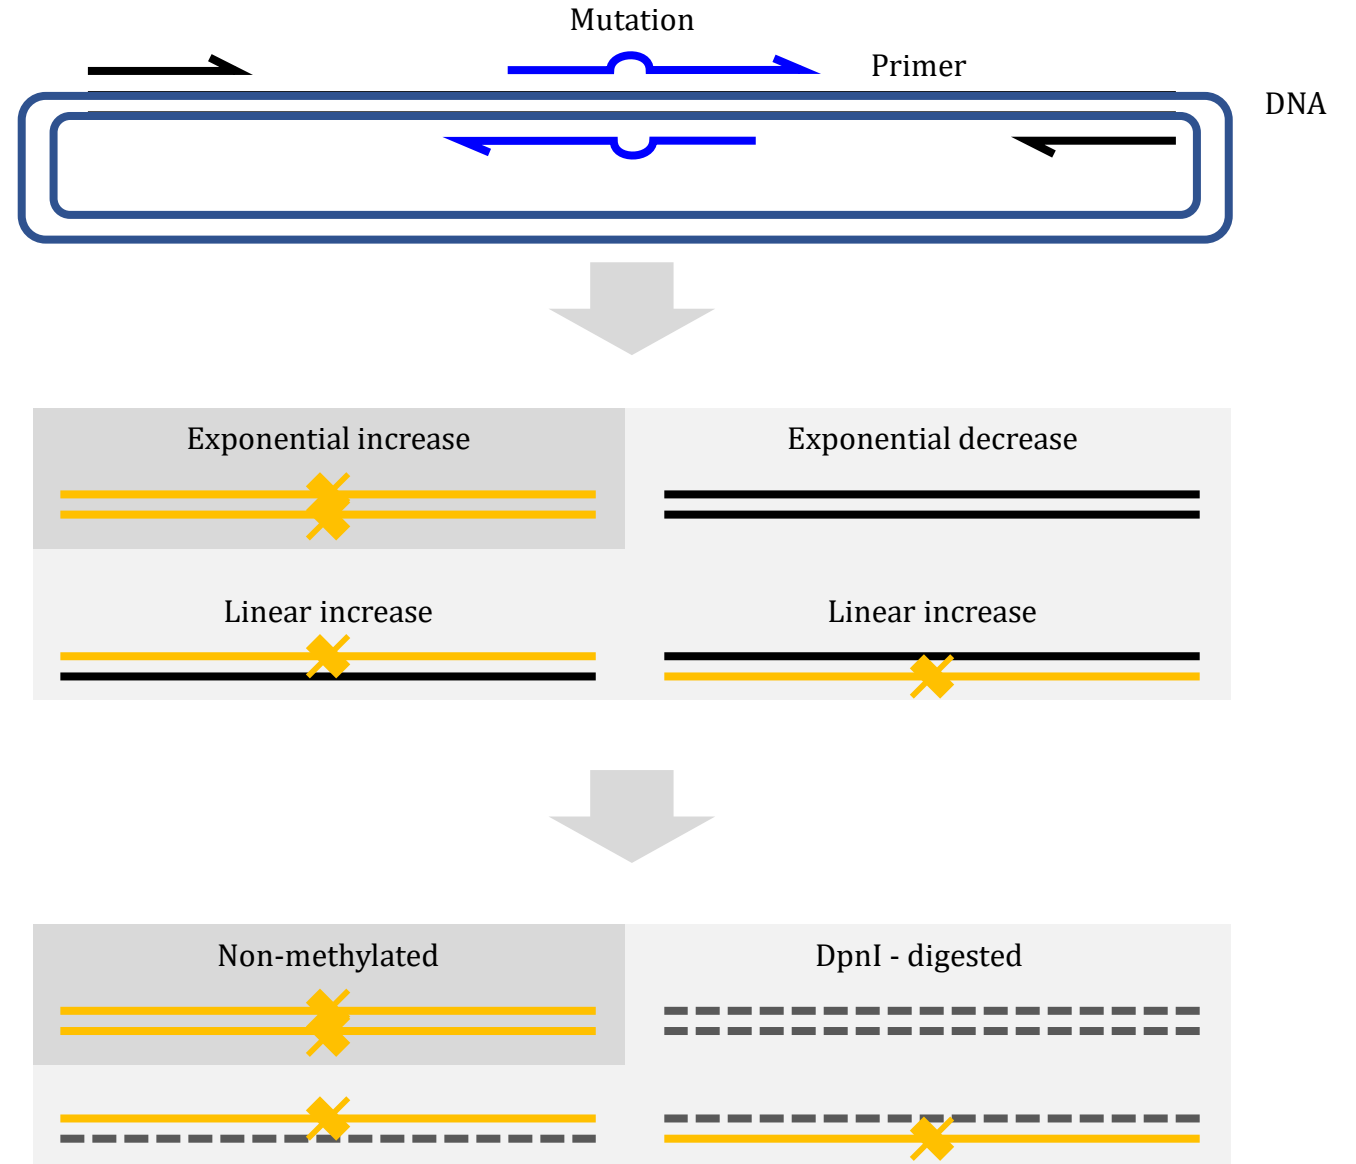 Mutation
Primer
DNA
Exponential increase
Exponential decrease
Linear increase
Linear increase
Non-methylated
DpnI - digested